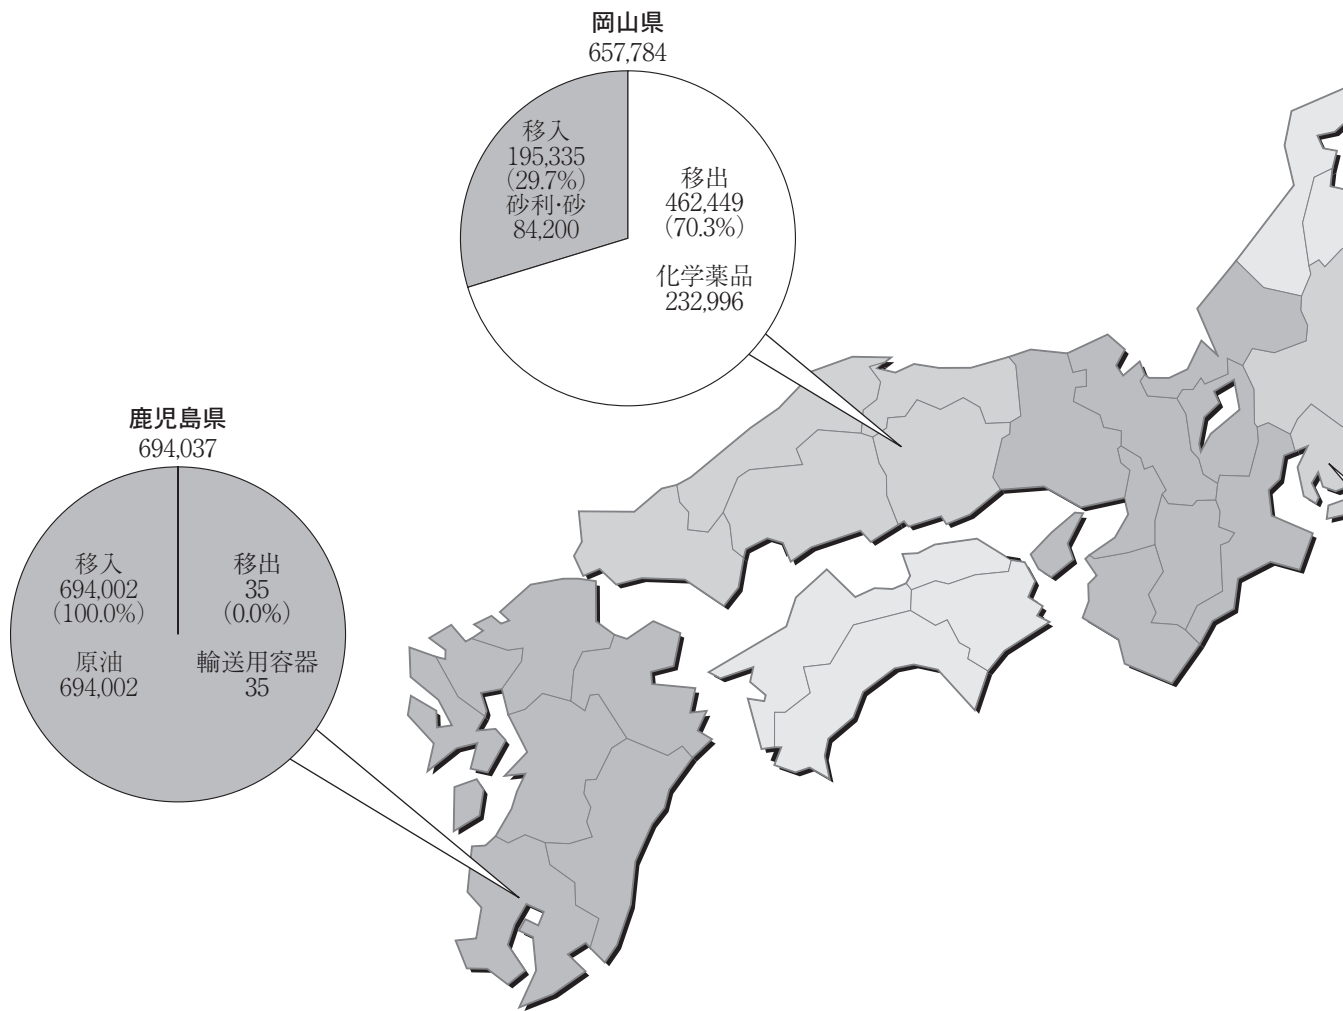 岡山県
657,784
移入
195,335
(29.7%)
砂利･砂
84,200
移出
462,449
(70.3%)
化学薬品
232,996
鹿児島県
694,037
移入
694,002
(100.0%)
原油
694,002
移出
35
(0.0%)
輸送用容器
35